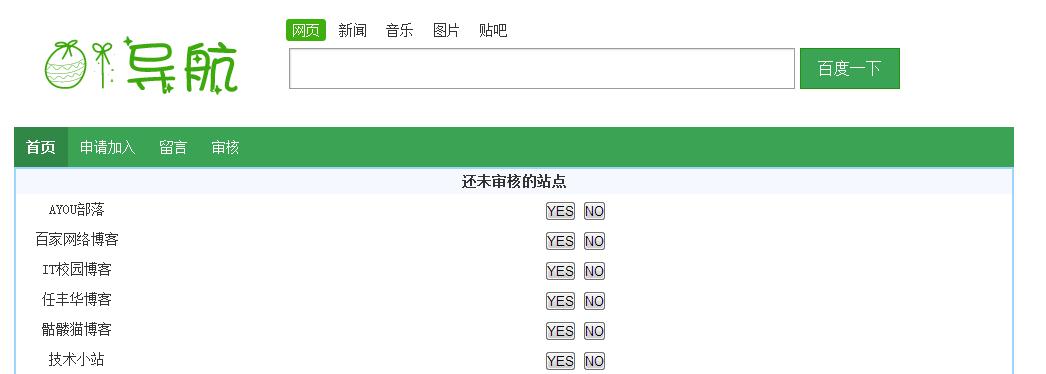 网页 新闻 音乐 图片 贴吧
导航
百度一下
首页 申请加入 留言 审核
还未审核的站点
AYOU部落 YES NO
百家网络博客 YES NO
IT校园博客 YES NO
任丰华博客 YES NO
骷髅猫博客 YES NO
技术小站 YES NO